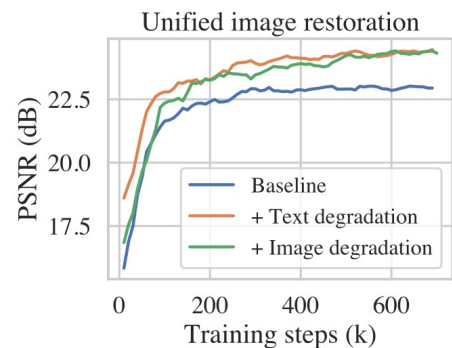 Unified image restoration
PSNR (dB)
22.5
20.0
17.5
Baseline
+ Text degradation
+ Image degradation
0 200 400 600
Training steps (k)